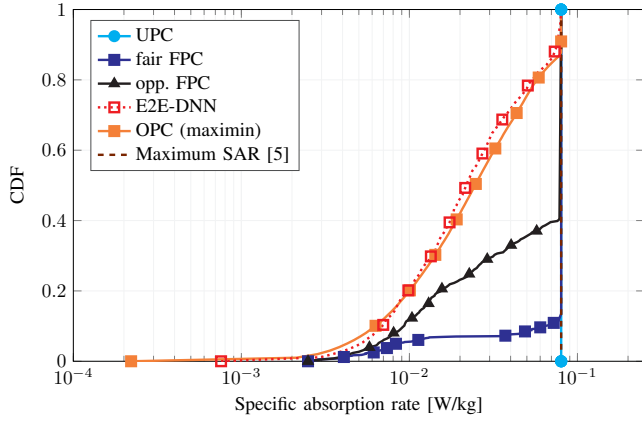 1
0.8
0.6
0.4
0.2
0
CDF
UPC
fair FPC
opp. FPC
E2E-DNN
OPC (maximin)
Maximum SAR [5]
10⁻⁴
10⁻³
10⁻²
10⁻¹
Specific absorption rate [W/kg]